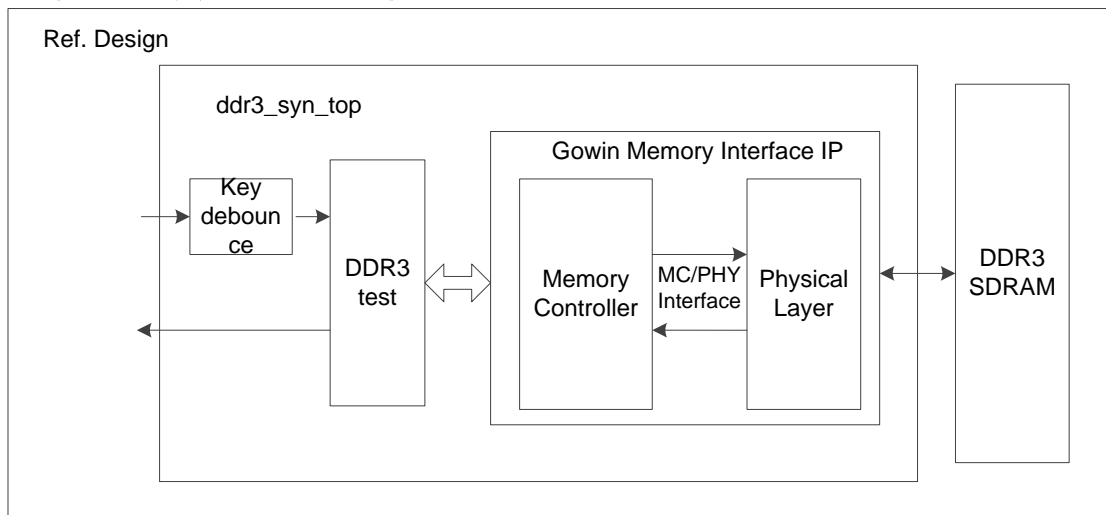 Ref. Design
ddr3_syn_top
Gowin Memory Interface IP
Key
deboun
ce
DDR3
test
Memory
Controller
MC/PHY
Interface
Physical
Layer
DDR3
SDRAM